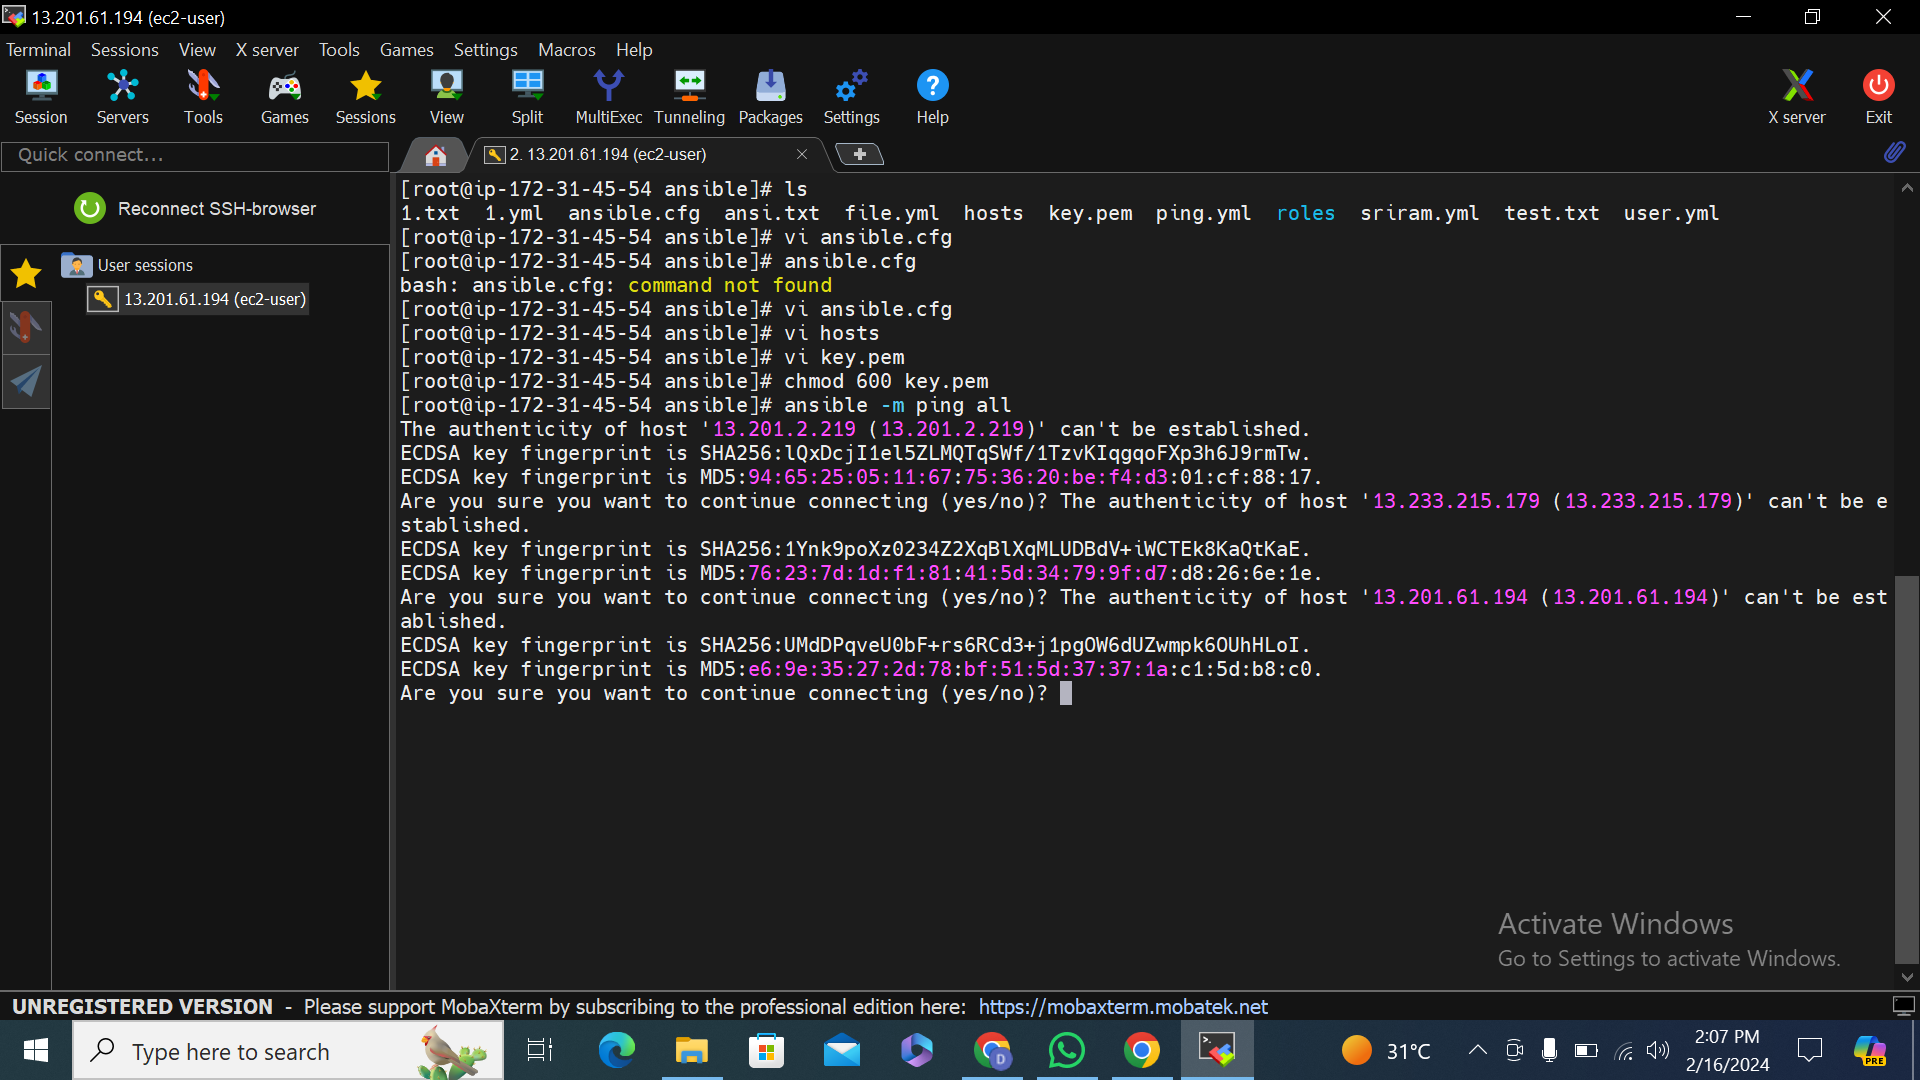 13.201.61.194 (ec2-user)
Terminal Sessions View X server Tools Games Settings Macros Help
Session Servers Tools Games Sessions View Split MultiExec Tunneling Packages Settings Help X server Exit
Quick connect...
2. 13.201.61.194 (ec2-user)
Reconnect SSH-browser
User sessions
13.201.61.194 (ec2-user)
[root@ip-172-31-45-54 ansible]# ls
1.txt 1.yml ansible.cfg ansi.txt file.yml hosts key.pem ping.yml roles sriram.yml test.txt user.yml
[root@ip-172-31-45-54 ansible]# vi ansible.cfg
[root@ip-172-31-45-54 ansible]# ansible.cfg
bash: ansible.cfg: command not found
[root@ip-172-31-45-54 ansible]# vi ansible.cfg
[root@ip-172-31-45-54 ansible]# vi hosts
[root@ip-172-31-45-54 ansible]# vi key.pem
[root@ip-172-31-45-54 ansible]# chmod 600 key.pem
[root@ip-172-31-45-54 ansible]# ansible -m ping all
The authenticity of host '13.201.2.219 (13.201.2.219)' can't be established.
ECDSA key fingerprint is SHA256:lQxDcjI1el5ZLMQTqSWf/1TzvKIqgqoFXp3h6J9rmTw.
ECDSA key fingerprint is MD5:94:65:25:05:11:67:75:36:20:be:f4:d3:01:cf:88:17.
Are you sure you want to continue connecting (yes/no)? The authenticity of host '13.233.215.179 (13.233.215.179)' can't be e
stablished.
ECDSA key fingerprint is SHA256:1Ynk9poXz0234Z2XqBlXqMLUDBdV+iWCTEk8KaQtKaE.
ECDSA key fingerprint is MD5:76:23:7d:1d:f1:81:41:5d:34:79:9f:d7:d8:26:6e:1e.
Are you sure you want to continue connecting (yes/no)? The authenticity of host '13.201.61.194 (13.201.61.194)' can't be est
ablished.
ECDSA key fingerprint is SHA256:UMdDPqveU0bF+rs6RCd3+j1pgOW6dUZwmpk6OUhHLoI.
ECDSA key fingerprint is MD5:e6:9e:35:27:2d:78:bf:51:5d:37:37:1a:c1:5d:b8:c0.
Are you sure you want to continue connecting (yes/no)?
Activate Windows
Go to Settings to activate Windows.
UNREGISTERED VERSION - Please support MobaXterm by subscribing to the professional edition here: https://mobaxterm.mobatek.net
Type here to search
D
31°C
2:07 PM
2/16/2024
PRE